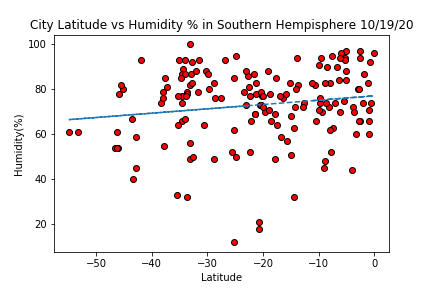 City Latitude vs Humidity % in Southern Hempisphere 10/19/20
100
80
60
40
20
Humidity(%)
−50 −40 −30 −20 −10 0
Latitude